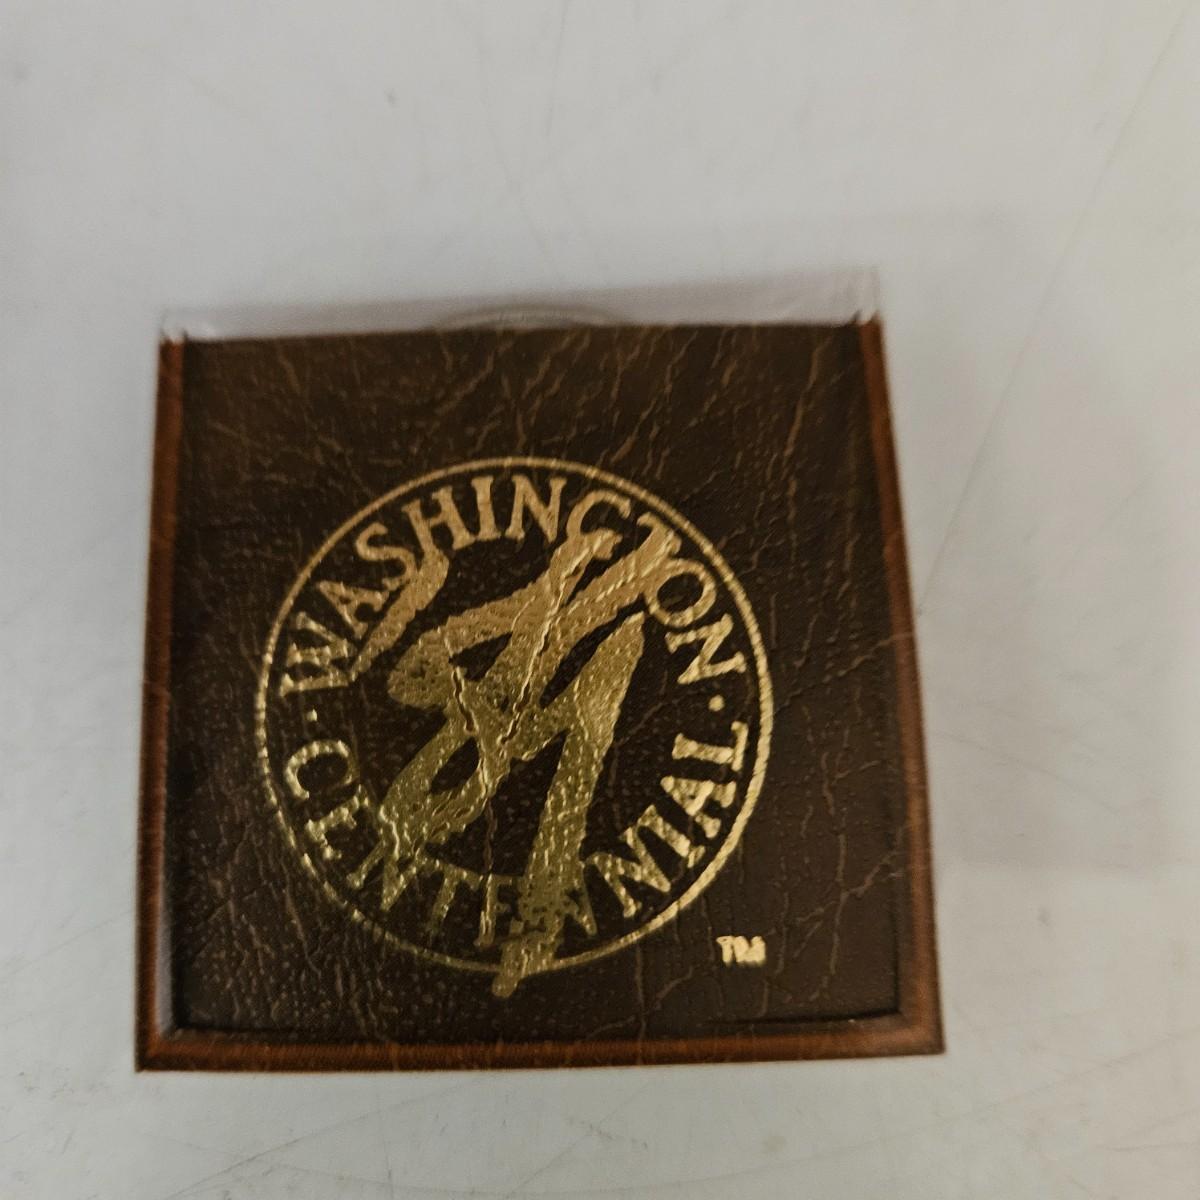 WASHINGTON
89
· CENTENNIAL ·
TM